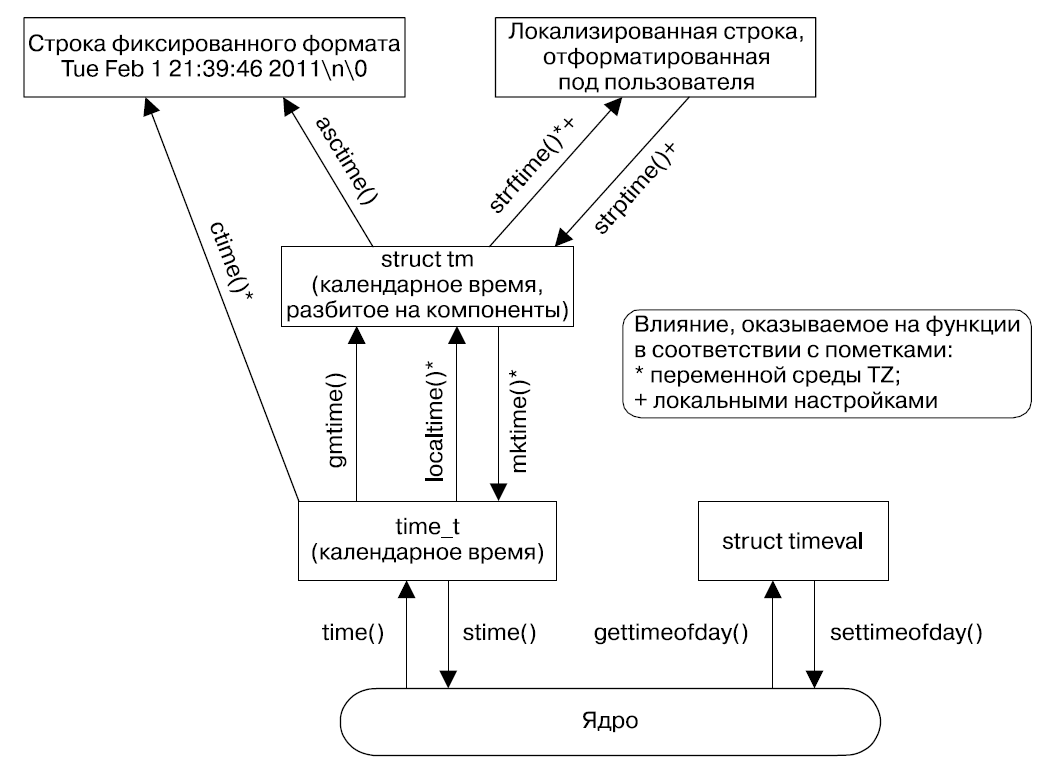 Строка фиксированного формата
Tue Feb 1 21:39:46 2011\n\0
Локализированная строка,
отформатированная
под пользователя
asctime()
strftime()*+
strptime()+
ctime()*
struct tm
(календарное время,
разбитое на компоненты)
Влияние, оказываемое на функции
в соответствии с пометками:
* переменной среды TZ;
+ локальными настройками
gmtime()
localtime()*
mktime()*
time_t
(календарное время)
struct timeval
time()
stime()
gettimeofday()
settimeofday()
Ядро